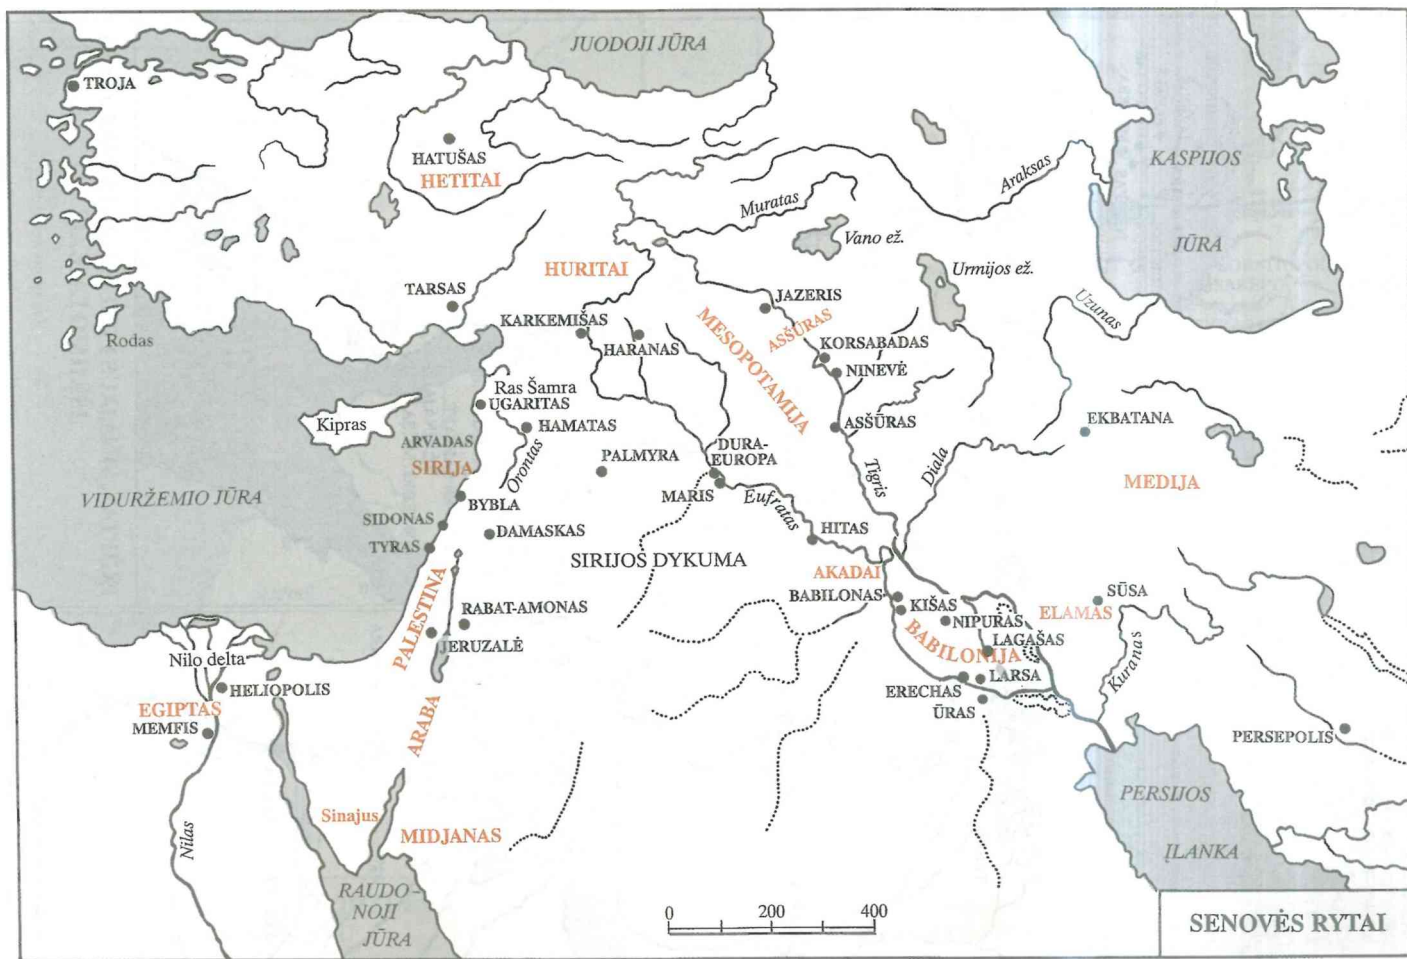 JUODOJI JŪRA
TROJA
HATUŠAS
HETITAI
KASPIJOS
JŪRA
Araksas
Muratas
Vano ež.
Urmijos ež.
HURITAI
TARSAS
JAZERIS
Uzunas
KARKEMIŠAS
MESOPOTAMIJA
AŠŠŪRAS
Rodas
HARANAS
KORSABADAS
NINEVĖ
Ras Šamra
UGARITAS
Kipras
HAMATAS
AŠŠŪRAS
EKBATANA
ARVADAS
SIRIJA
Orontas
PALMYRA
DURA-
EUROPA
Tigris
Diala
MEDIJA
VIDURŽEMIO JŪRA
BYBLA
MARIS
Eufratas
SIDONAS
DAMASKAS
HITAS
TYRAS
SIRIJOS DYKUMA
AKADAI
PALESTINA
BABILONAS
KIŠAS
ELAMAS
SŪSA
RABAT-AMONAS
NIPURAS
JERUZALĖ
BABILONIJA
LAGAŠAS
Nilo delta
LARSA
Kuranas
HELIOPOLIS
ERECHAS
EGIPTAS
ŪRAS
MEMFIS
ARABA
PERSEPOLIS
PERSIJOS
ĮLANKA
Sinajus
MIDJANAS
Nilas
RAUDO-
NOJI
JŪRA
0 200 400
SENOVĖS RYTAI